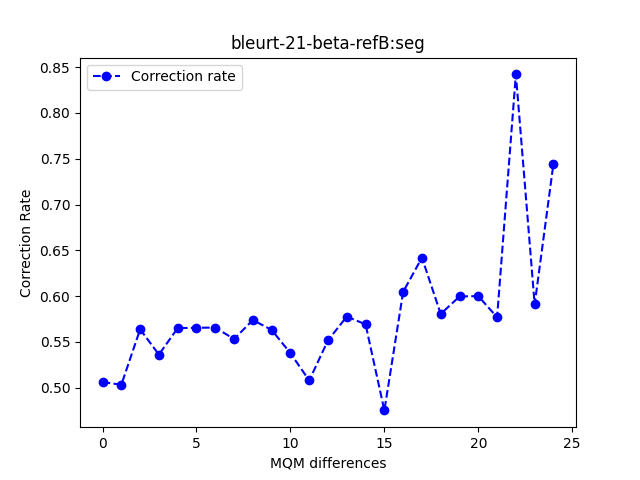 bleurt-21-beta-refB:seg
Correction rate
Correction Rate
0.85
0.80
0.75
0.70
0.65
0.60
0.55
0.50
0 5 10 15 20 25
MQM differences